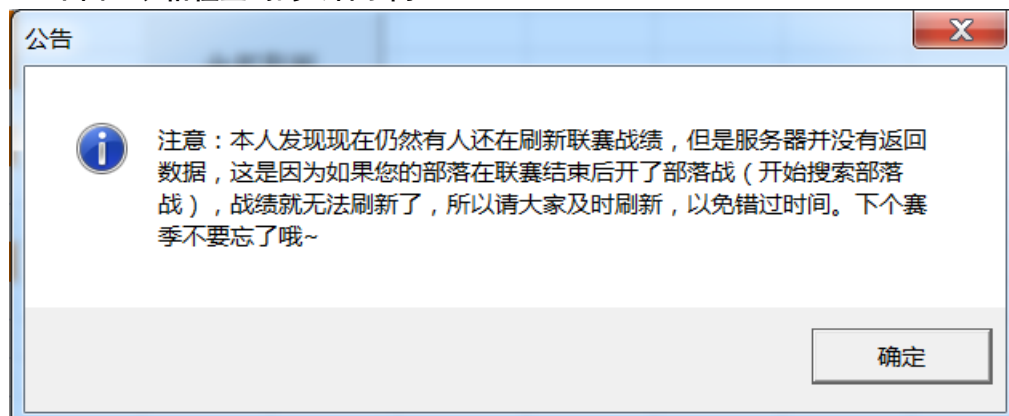 公告
注意：本人发现现在仍然有人还在刷新联赛战绩，但是服务器并没有返回
数据，这是因为如果您的部落在联赛结束后开了部落战（开始搜索部落
战），战绩就无法刷新了，所以请大家及时刷新，以免错过时间。下个赛
季不要忘了哦~
确定